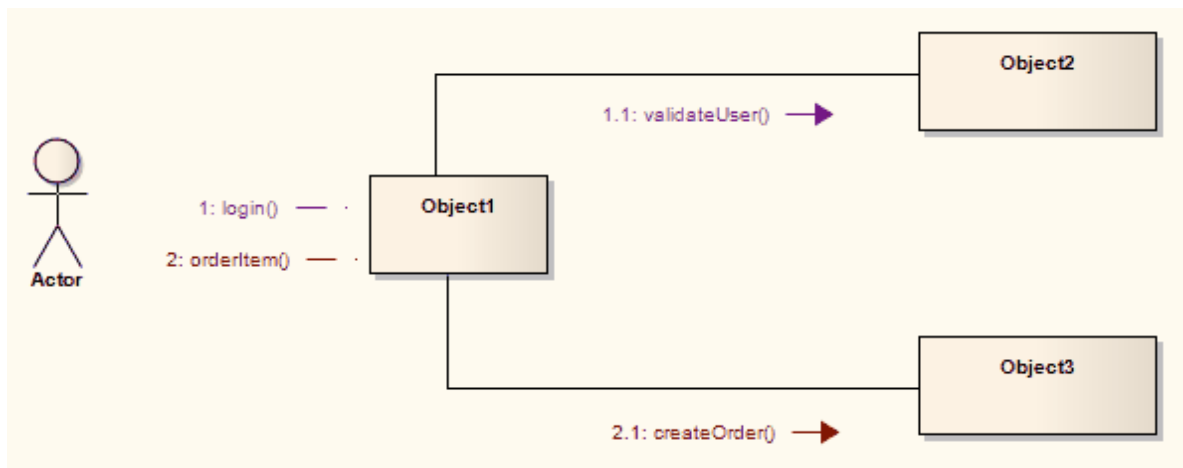 Object2
1.1: validateUser()
Object1
1: login()
2: orderItem()
Actor
Object3
2.1: createOrder()